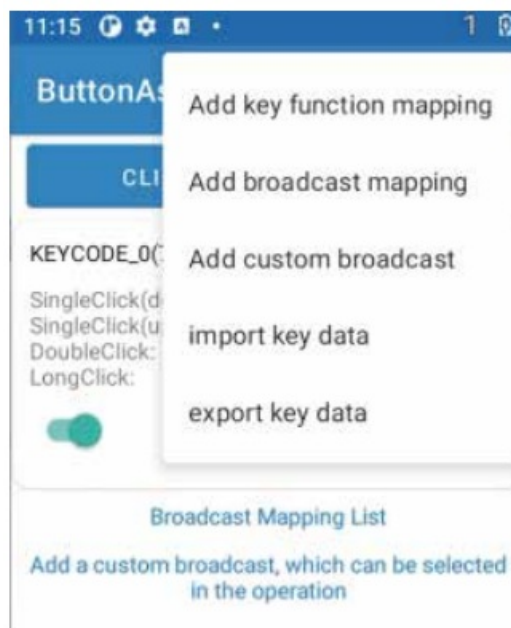 11:15
1
ButtonAs
Add key function mapping
CLI
Add broadcast mapping
KEYCODE_0(
Add custom broadcast
SingleClick(d
SingleClick(u
DoubleClick:
LongClick:
import key data
export key data
Broadcast Mapping List
Add a custom broadcast, which can be selected
in the operation